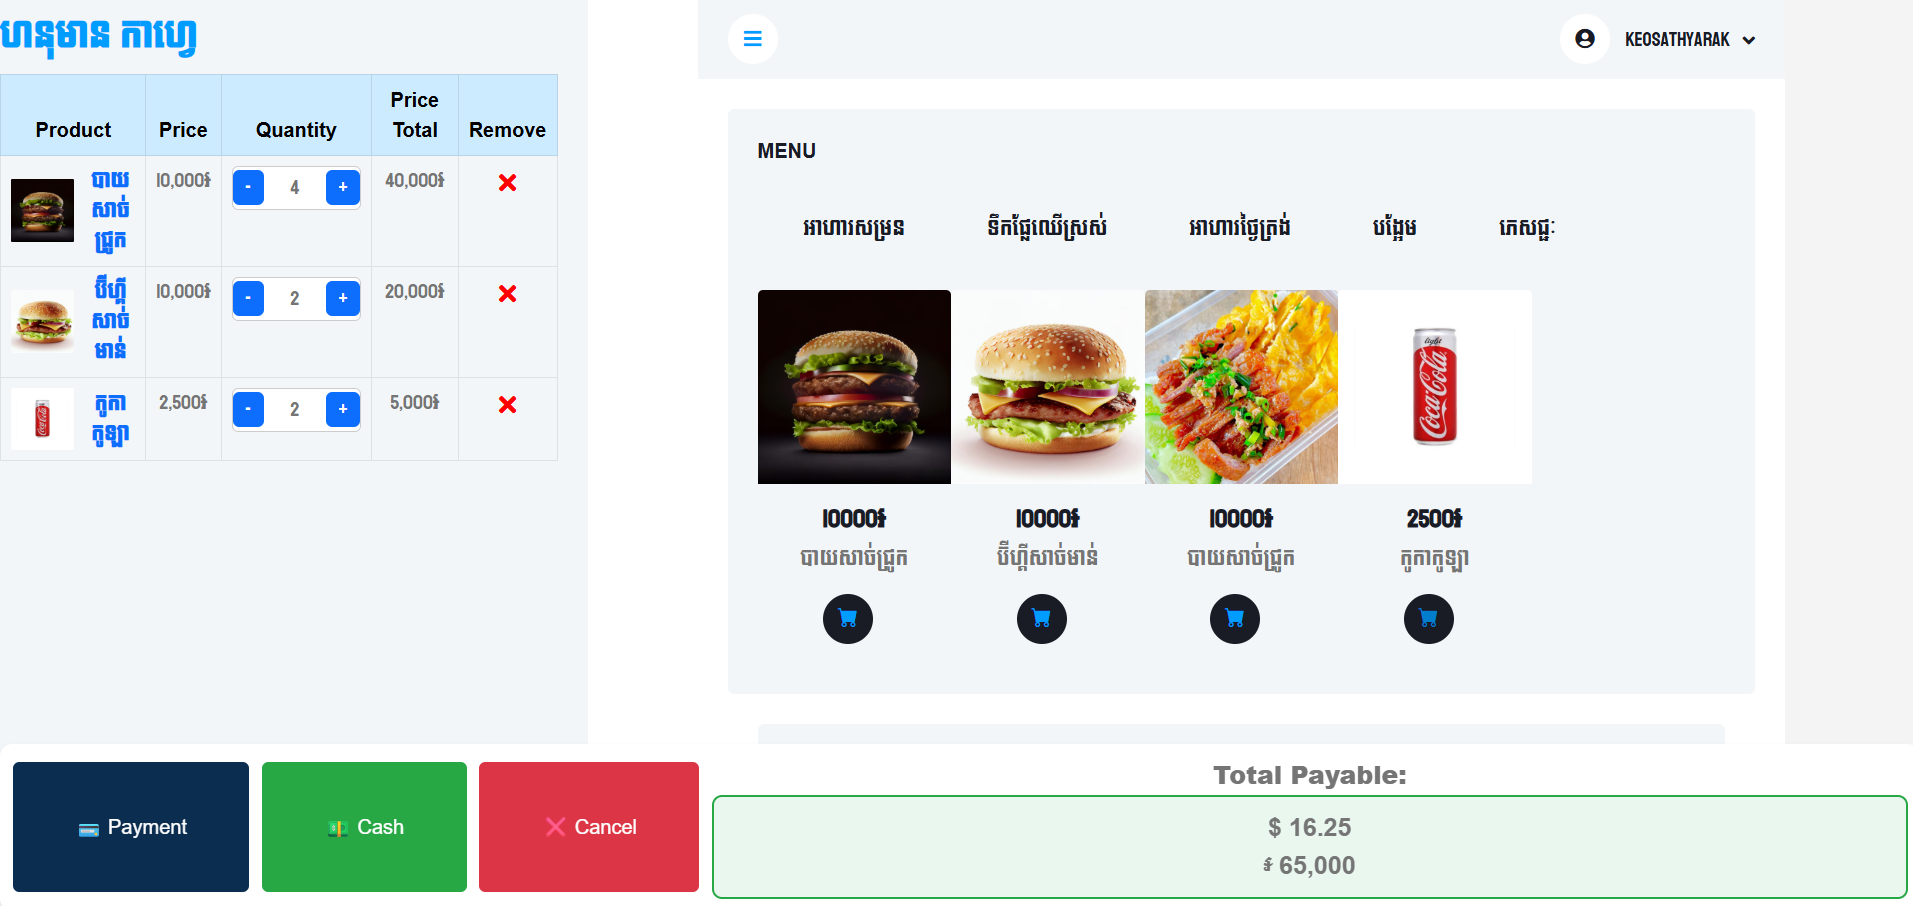 ហនុមាន កាហ្វេ
Product Price Quantity Price Total Remove
បាយសាច់ជ្រូក 10,000៛ - 4 + 40,000៛
ប៊ឺហ្គឺសាច់មាន់ 10,000៛ - 2 + 20,000៛
កូកាកូឡា 2,500៛ - 2 + 5,000៛
KEOSATHYARAK
MENU
អាហារសម្រន ទឹកផ្លែឈើស្រស់ អាហារថ្ងៃត្រង់ បង្អែម ភេសជ្ជៈ
light
Coca-Cola
10000៛ 10000៛ 10000៛ 2500៛
បាយសាច់ជ្រូក ប៊ឺហ្គឺសាច់មាន់ បាយសាច់ជ្រូក កូកាកូឡា
Payment Cash Cancel
Total Payable:
$ 16.25
៛ 65,000